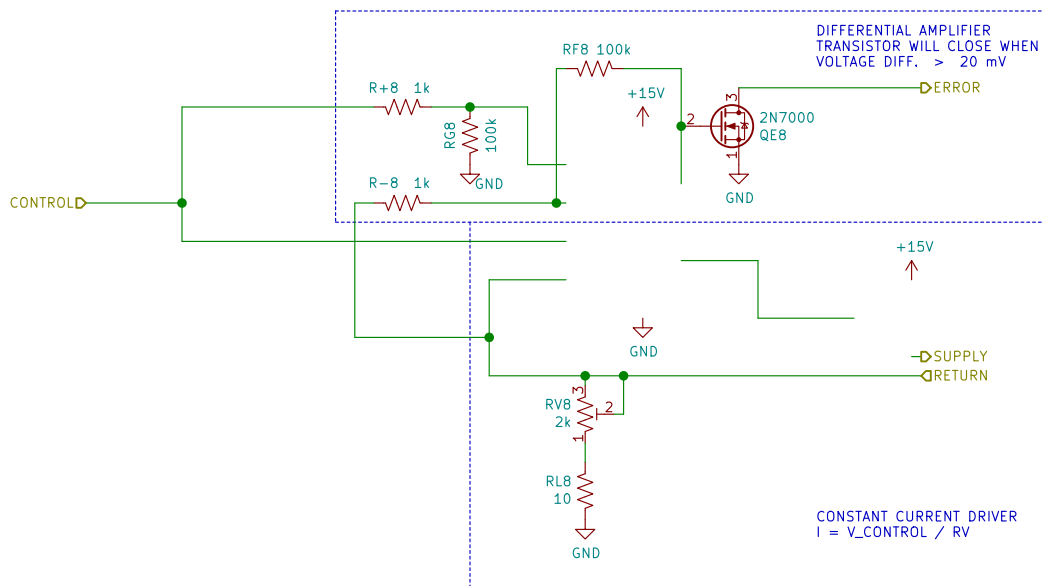 DIFFERENTIAL AMPLIFIER
TRANSISTOR WILL CLOSE WHEN
VOLTAGE DIFF. > 20 mV
RF8 100k
+15V
R+8 1k
RG8
100k
GND
3
2
1
2N7000
QE8
GND
ERROR
R-8 1k
CONTROL
+15V
GND
SUPPLY
RETURN
RV8
2k
3
2
1
RL8
10
GND
CONSTANT CURRENT DRIVER
I = V_CONTROL / RV